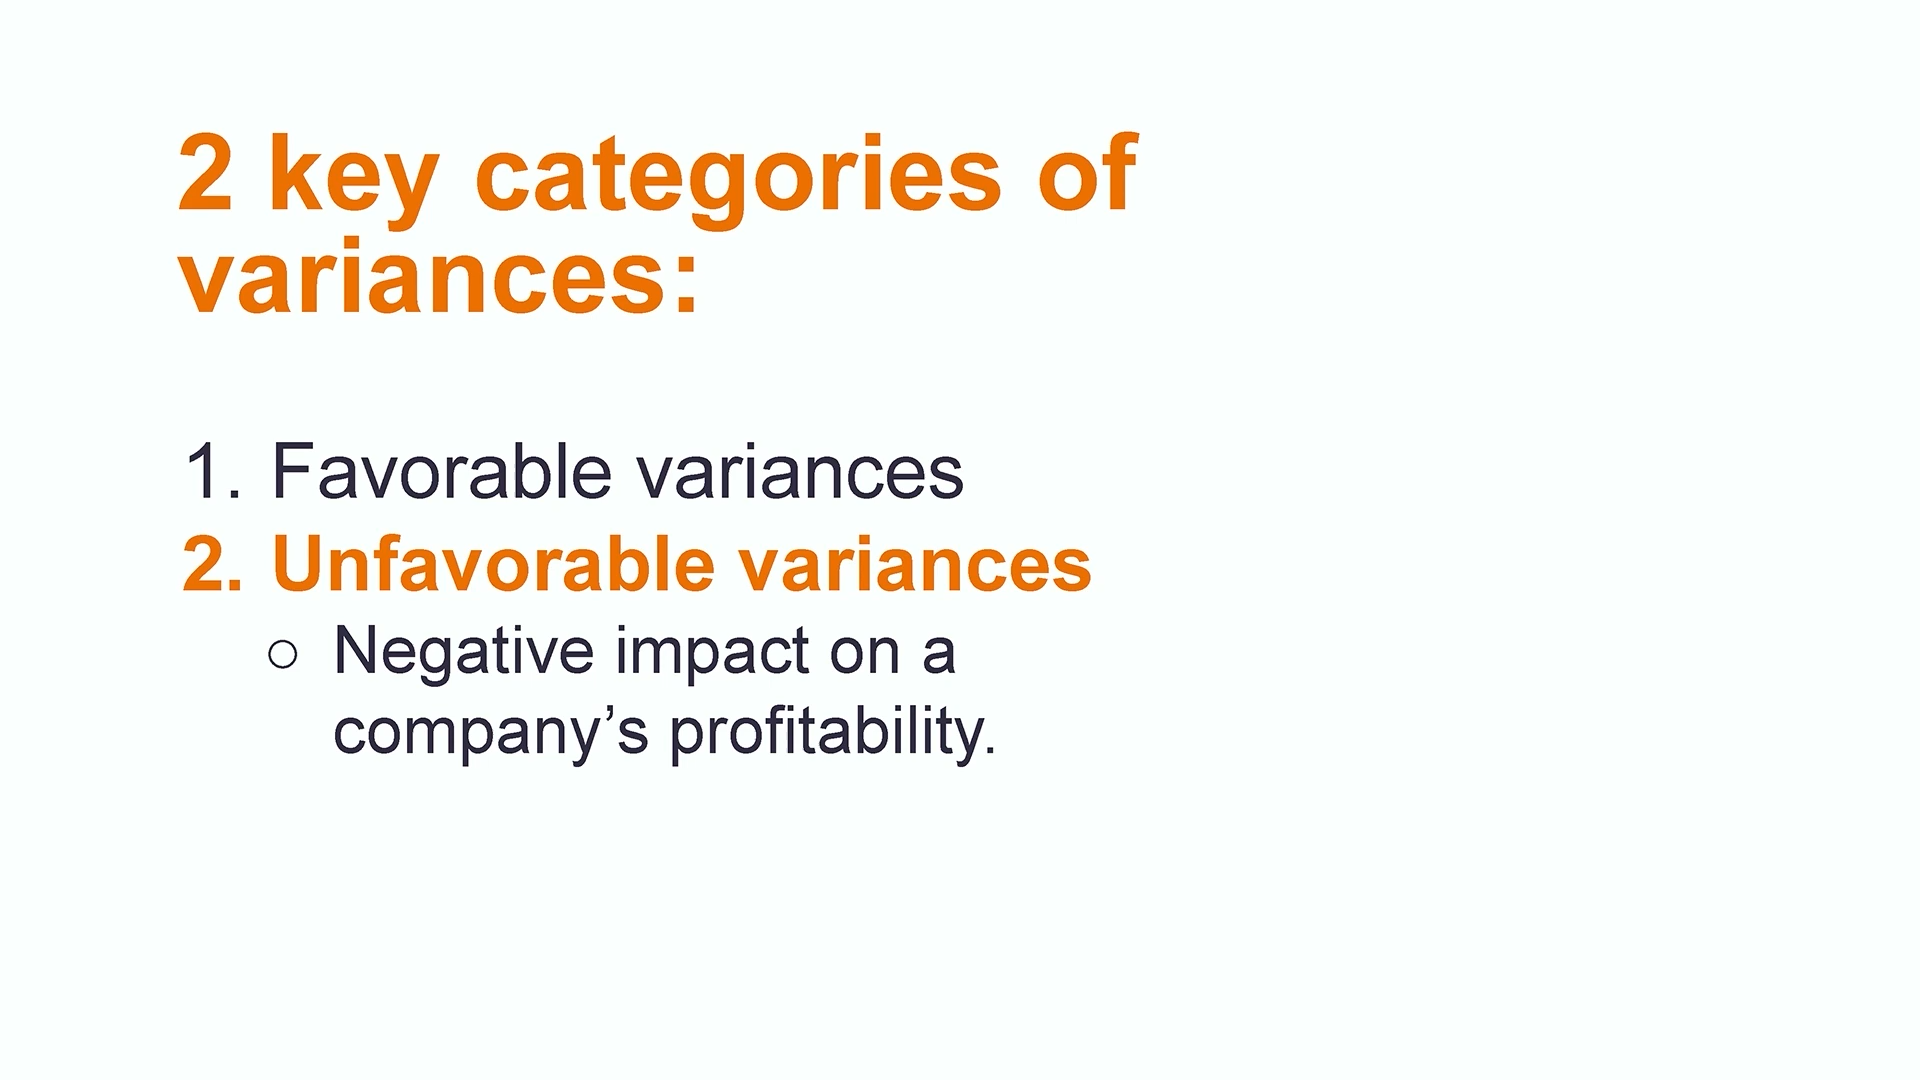 2 key categories of
variances:
1. Favorable variances
2. Unfavorable variances
○ Negative impact on a
company’s profitability.